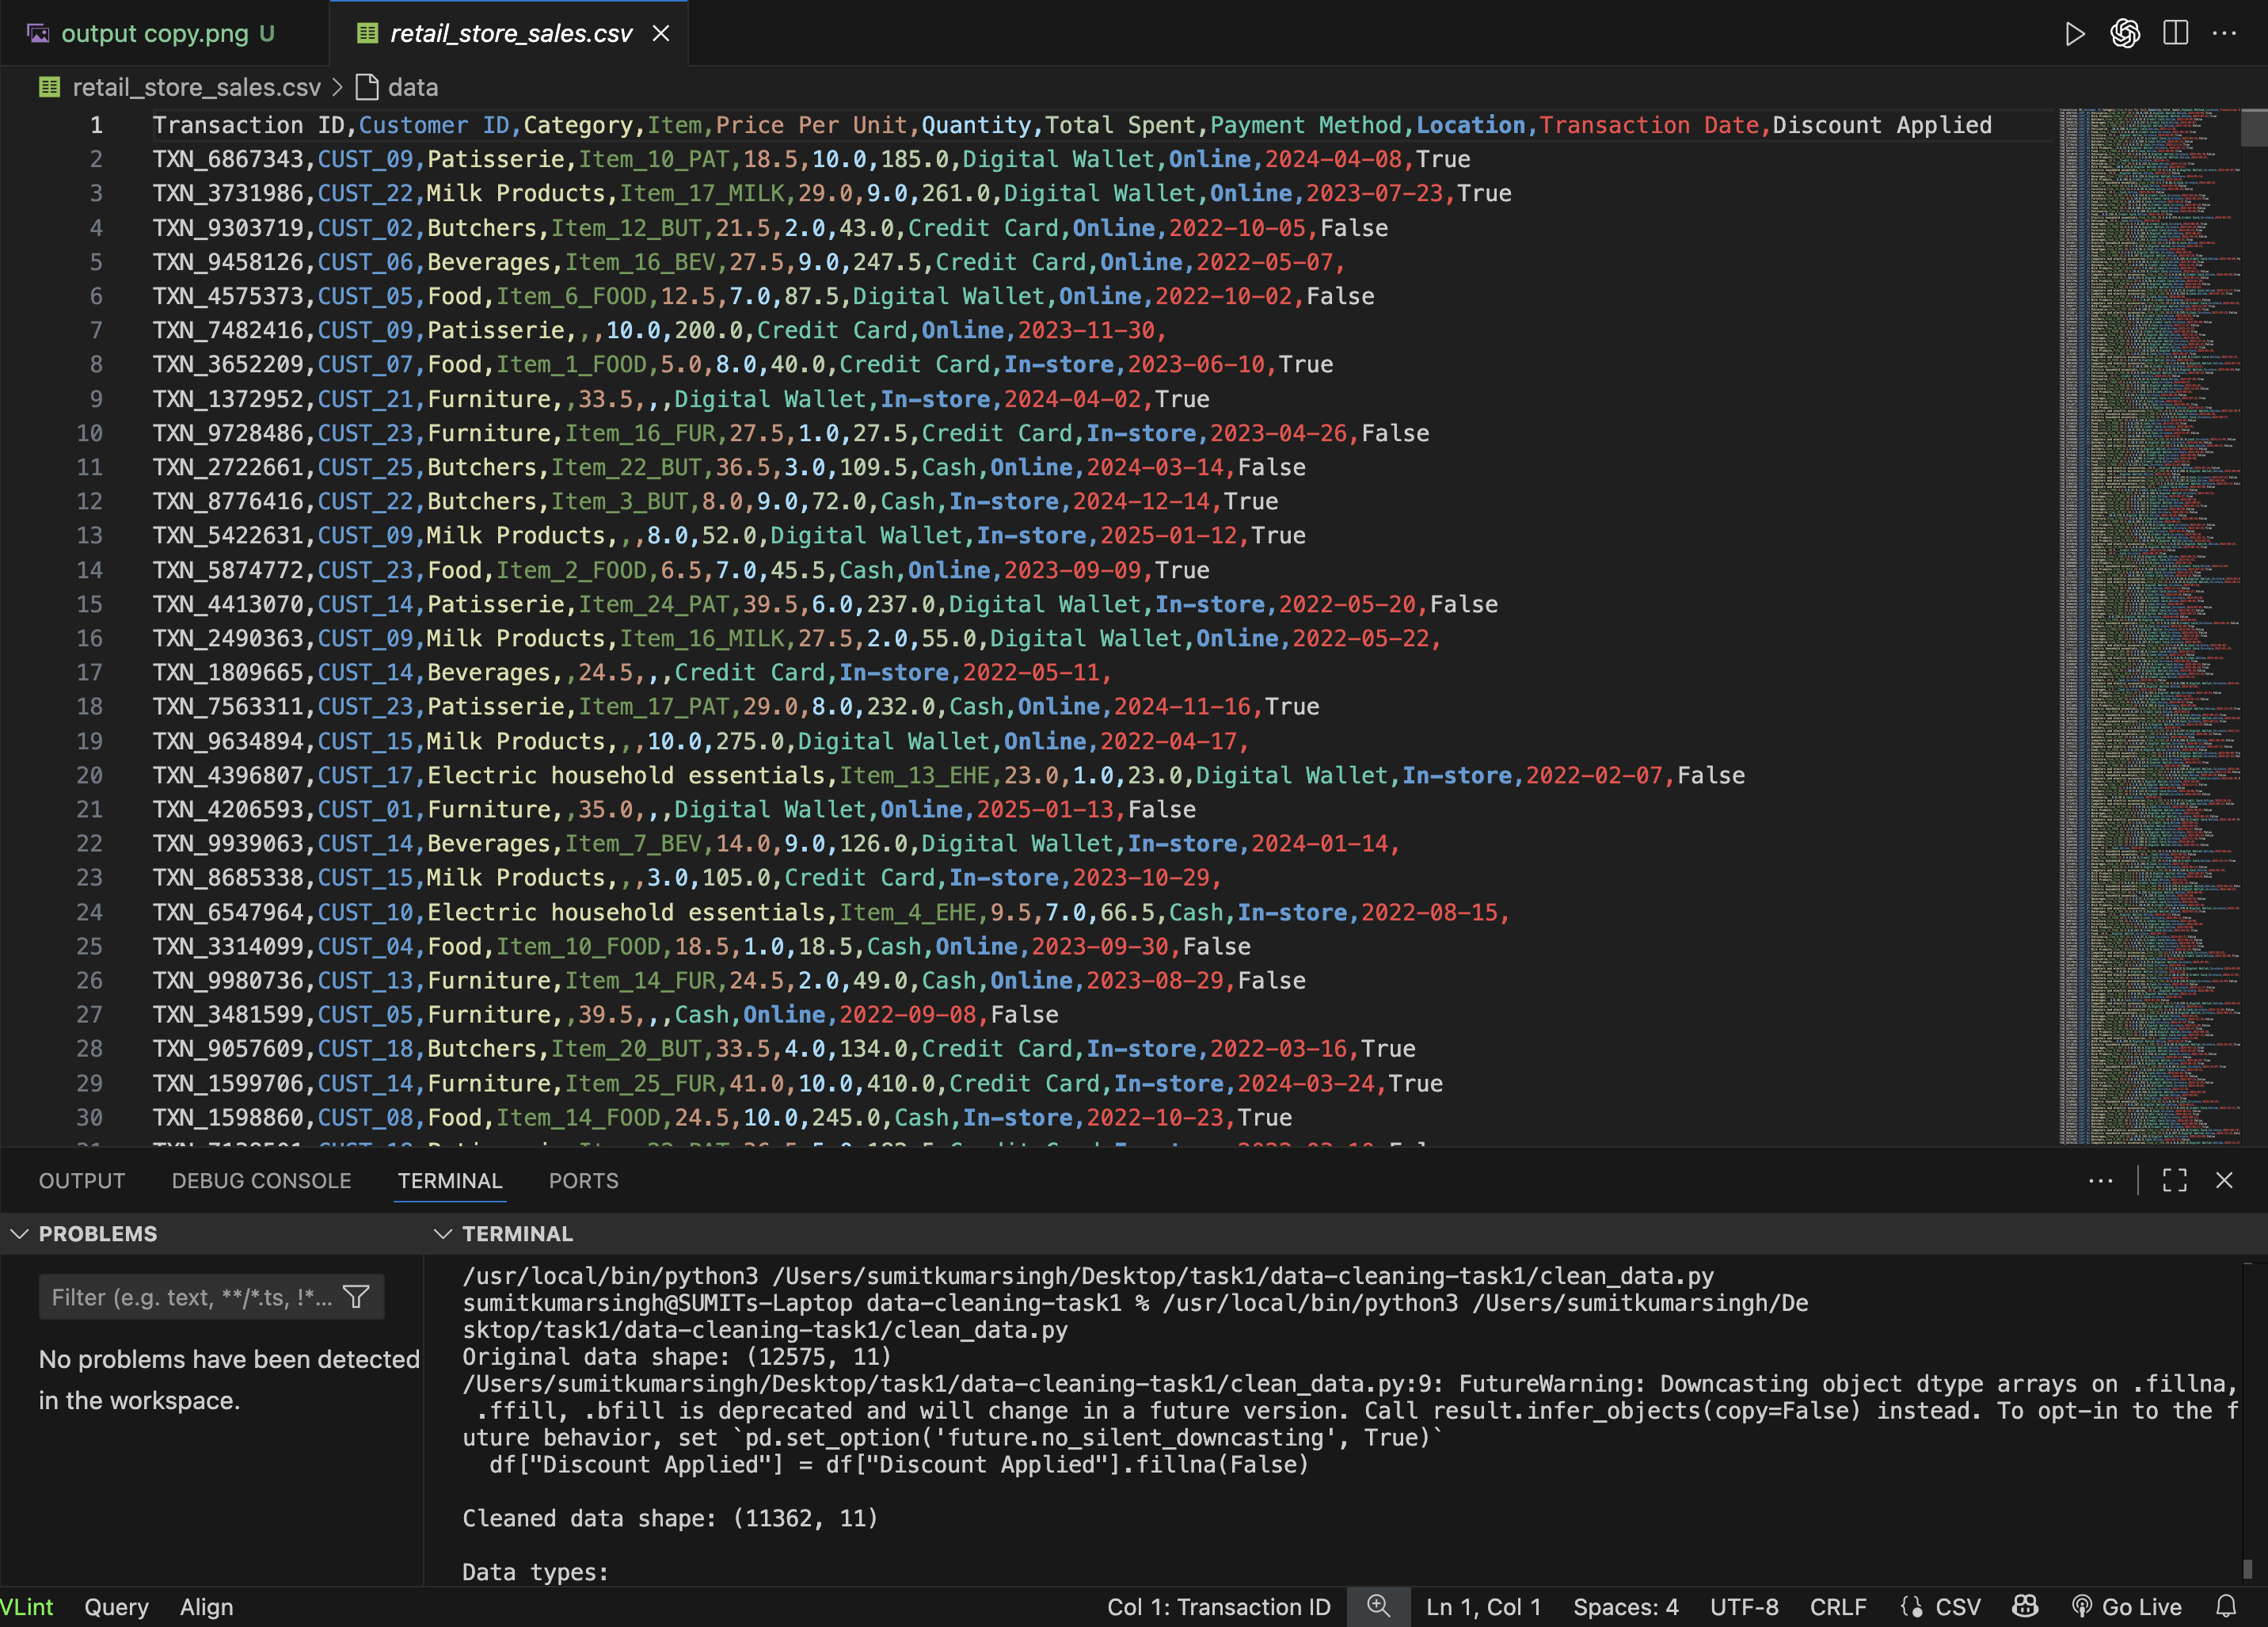 output copy.png U
retail_store_sales.csv
retail_store_sales.csv > data
1 Transaction ID,Customer ID,Category,Item,Price Per Unit,Quantity,Total Spent,Payment Method,Location,Transaction Date,Discount Applied
2 TXN_6867343,CUST_09,Patisserie,Item_10_PAT,18.5,10.0,185.0,Digital Wallet,Online,2024-04-08,True
3 TXN_3731986,CUST_22,Milk Products,Item_17_MILK,29.0,9.0,261.0,Digital Wallet,Online,2023-07-23,True
4 TXN_9303719,CUST_02,Butchers,Item_12_BUT,21.5,2.0,43.0,Credit Card,Online,2022-10-05,False
5 TXN_9458126,CUST_06,Beverages,Item_16_BEV,27.5,9.0,247.5,Credit Card,Online,2022-05-07,
6 TXN_4575373,CUST_05,Food,Item_6_FOOD,12.5,7.0,87.5,Digital Wallet,Online,2022-10-02,False
7 TXN_7482416,CUST_09,Patisserie,,,10.0,200.0,Credit Card,Online,2023-11-30,
8 TXN_3652209,CUST_07,Food,Item_1_FOOD,5.0,8.0,40.0,Credit Card,In-store,2023-06-10,True
9 TXN_1372952,CUST_21,Furniture,,33.5,,,Digital Wallet,In-store,2024-04-02,True
10 TXN_9728486,CUST_23,Furniture,Item_16_FUR,27.5,1.0,27.5,Credit Card,In-store,2023-04-26,False
11 TXN_2722661,CUST_25,Butchers,Item_22_BUT,36.5,3.0,109.5,Cash,Online,2024-03-14,False
12 TXN_8776416,CUST_22,Butchers,Item_3_BUT,8.0,9.0,72.0,Cash,In-store,2024-12-14,True
13 TXN_5422631,CUST_09,Milk Products,,,8.0,52.0,Digital Wallet,In-store,2025-01-12,True
14 TXN_5874772,CUST_23,Food,Item_2_FOOD,6.5,7.0,45.5,Cash,Online,2023-09-09,True
15 TXN_4413070,CUST_14,Patisserie,Item_24_PAT,39.5,6.0,237.0,Digital Wallet,In-store,2022-05-20,False
16 TXN_2490363,CUST_09,Milk Products,Item_16_MILK,27.5,2.0,55.0,Digital Wallet,Online,2022-05-22,
17 TXN_1809665,CUST_14,Beverages,,24.5,,,Credit Card,In-store,2022-05-11,
18 TXN_7563311,CUST_23,Patisserie,Item_17_PAT,29.0,8.0,232.0,Cash,Online,2024-11-16,True
19 TXN_9634894,CUST_15,Milk Products,,,10.0,275.0,Digital Wallet,Online,2022-04-17,
20 TXN_4396807,CUST_17,Electric household essentials,Item_13_EHE,23.0,1.0,23.0,Digital Wallet,In-store,2022-02-07,False
21 TXN_4206593,CUST_01,Furniture,,35.0,,,Digital Wallet,Online,2025-01-13,False
22 TXN_9939063,CUST_14,Beverages,Item_7_BEV,14.0,9.0,126.0,Digital Wallet,In-store,2024-01-14,
23 TXN_8685338,CUST_15,Milk Products,,,3.0,105.0,Credit Card,In-store,2023-10-29,
24 TXN_6547964,CUST_10,Electric household essentials,Item_4_EHE,9.5,7.0,66.5,Cash,In-store,2022-08-15,
25 TXN_3314099,CUST_04,Food,Item_10_FOOD,18.5,1.0,18.5,Cash,Online,2023-09-30,False
26 TXN_9980736,CUST_13,Furniture,Item_14_FUR,24.5,2.0,49.0,Cash,Online,2023-08-29,False
27 TXN_3481599,CUST_05,Furniture,,39.5,,,Cash,Online,2022-09-08,False
28 TXN_9057609,CUST_18,Butchers,Item_20_BUT,33.5,4.0,134.0,Credit Card,In-store,2022-03-16,True
29 TXN_1599706,CUST_14,Furniture,Item_25_FUR,41.0,10.0,410.0,Credit Card,In-store,2024-03-24,True
30 TXN_1598860,CUST_08,Food,Item_14_FOOD,24.5,10.0,245.0,Cash,In-store,2022-10-23,True
OUTPUT DEBUG CONSOLE TERMINAL PORTS
PROBLEMS
Filter (e.g. text, **/*.ts, !*...
No problems have been detected
in the workspace.
TERMINAL
/usr/local/bin/python3 /Users/sumitkumarsingh/Desktop/task1/data-cleaning-task1/clean_data.py
sumitkumarsingh@SUMITs-Laptop data-cleaning-task1 % /usr/local/bin/python3 /Users/sumitkumarsingh/De
sktop/task1/data-cleaning-task1/clean_data.py
Original data shape: (12575, 11)
/Users/sumitkumarsingh/Desktop/task1/data-cleaning-task1/clean_data.py:9: FutureWarning: Downcasting object dtype arrays on .fillna,
 .ffill, .bfill is deprecated and will change in a future version. Call result.infer_objects(copy=False) instead. To opt-in to the f
uture behavior, set `pd.set_option('future.no_silent_downcasting', True)`
  df["Discount Applied"] = df["Discount Applied"].fillna(False)
Cleaned data shape: (11362, 11)
Data types:
VLint Query Align Col 1: Transaction ID Ln 1, Col 1 Spaces: 4 UTF-8 CRLF CSV Go Live